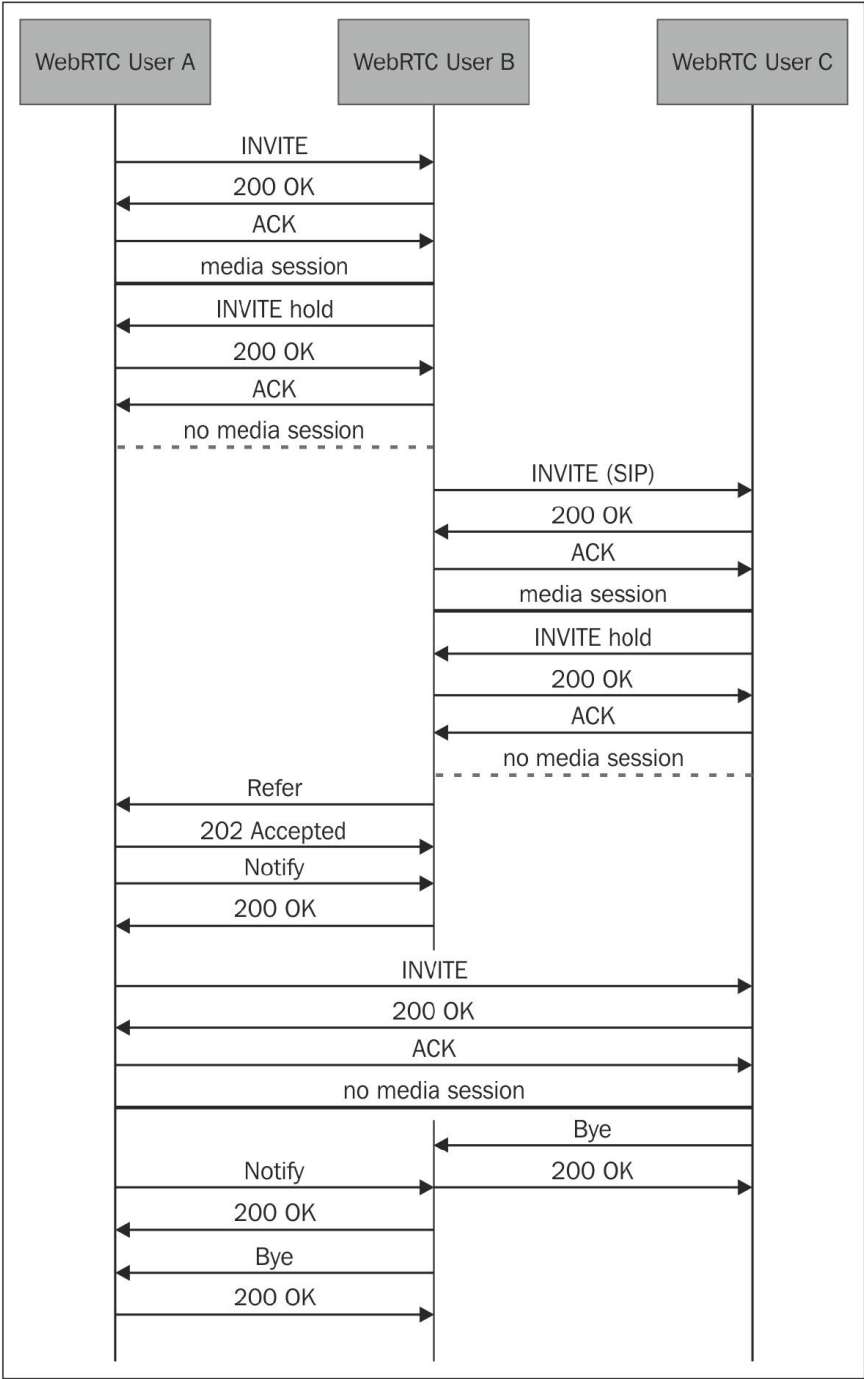 WebRTC User A
WebRTC User B
WebRTC User C
INVITE
200 OK
ACK
media session
INVITE hold
200 OK
ACK
no media session
INVITE (SIP)
200 OK
ACK
media session
INVITE hold
200 OK
ACK
no media session
Refer
202 Accepted
Notify
200 OK
INVITE
200 OK
ACK
no media session
Bye
Notify
200 OK
200 OK
Bye
200 OK